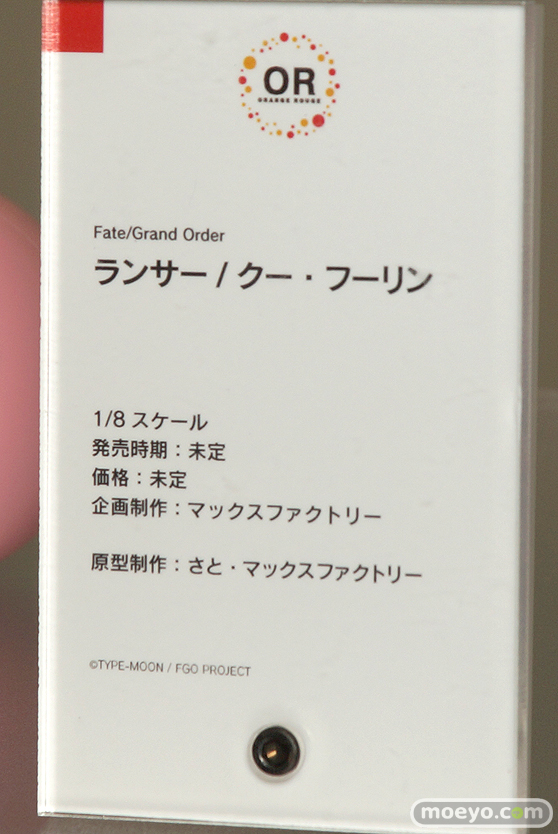 OR
ORANGE ROUGE
Fate/Grand Order
ランサー / クー・フーリン
1/8 スケール
発売時期：未定
価格：未定
企画制作：マックスファクトリー
原型制作：さと・マックスファクトリー
©TYPE-MOON / FGO PROJECT
moeyo.com